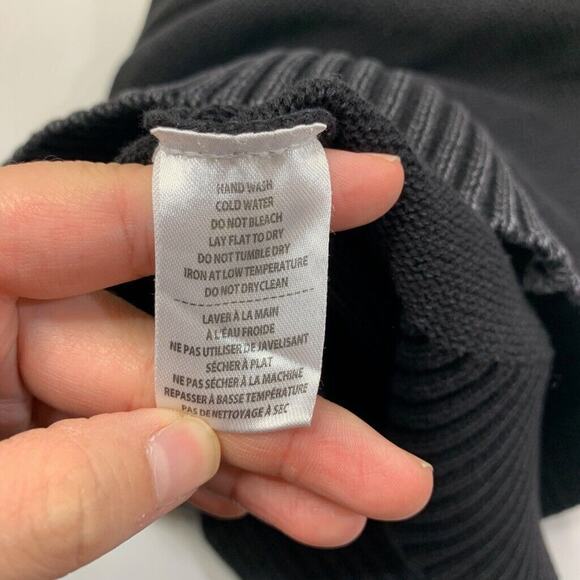 HAND WASH
COLD WATER
DO NOT BLEACH
LAY FLAT TO DRY
DO NOT TUMBLE DRY
IRON AT LOW TEMPERATURE
DO NOT DRYCLEAN
LAVER À LA MAIN
À L'ÉAU FROIDE
NE PAS UTILISER DE JAVELISANT
SÉCHER À PLAT
NE PAS SÉCHER À LA MACHINE
REPASSER À BASSE TEMPÉRATURE
PAS DE NETTOYAGE À SEC